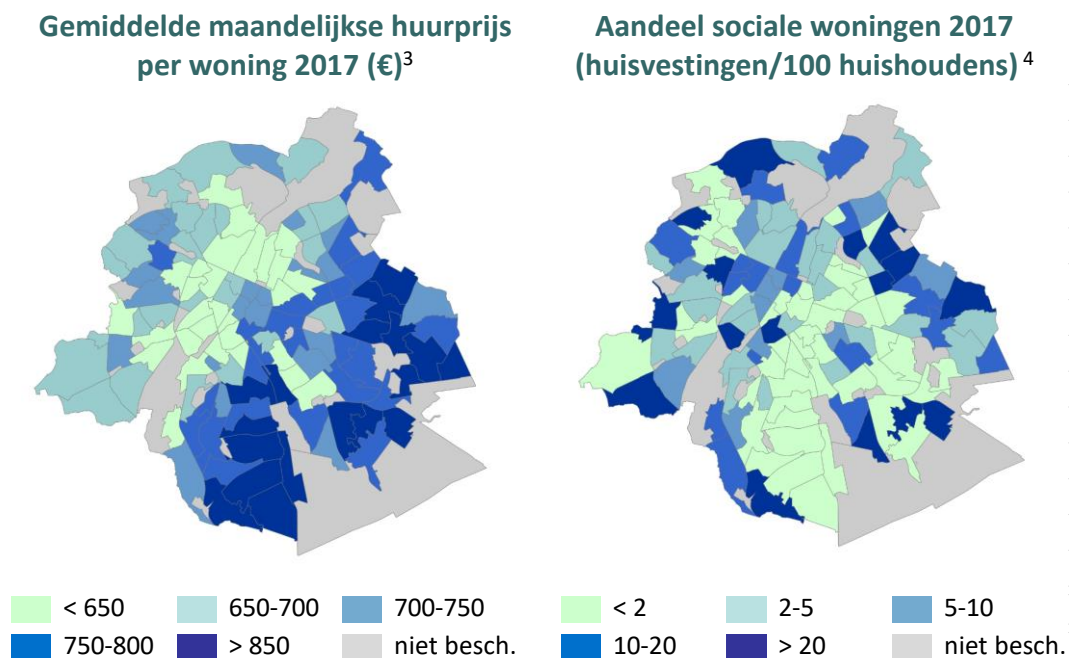 Gemiddelde maandelijkse huurprijs
per woning 2017 (€)³
Aandeel sociale woningen 2017
(huisvestingen/100 huishoudens) ⁴
< 650
650-700
700-750
750-800
> 850
niet besch.
< 2
2-5
5-10
10-20
> 20
niet besch.